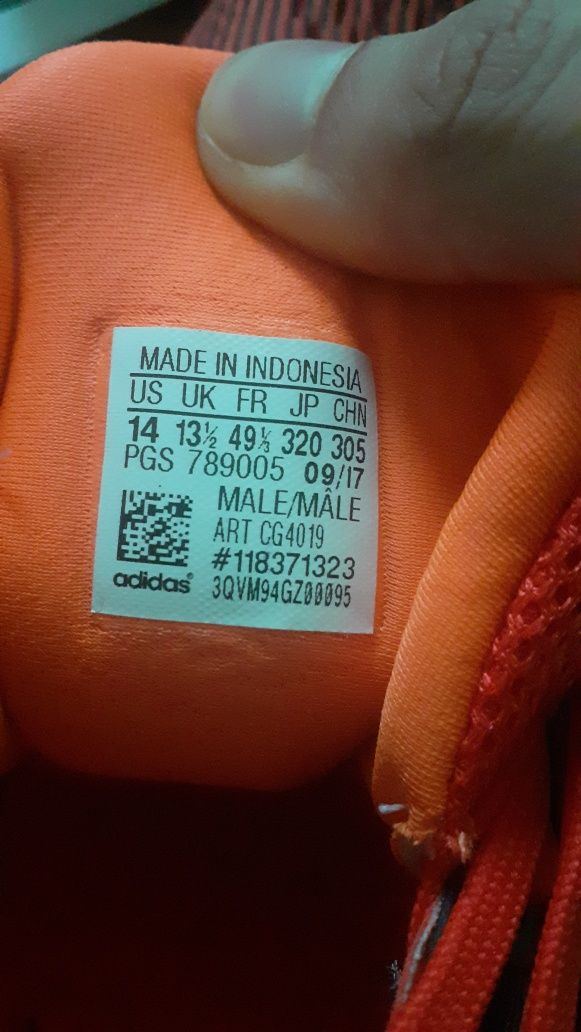 MADE IN INDONESIA
US UK FR JP CHN
14 13½ 49⅓ 320 305
PGS 789005 09/17
MALE/MÂLE
ART CG4019
#118371323
adidas® 3QVM94GZ00095